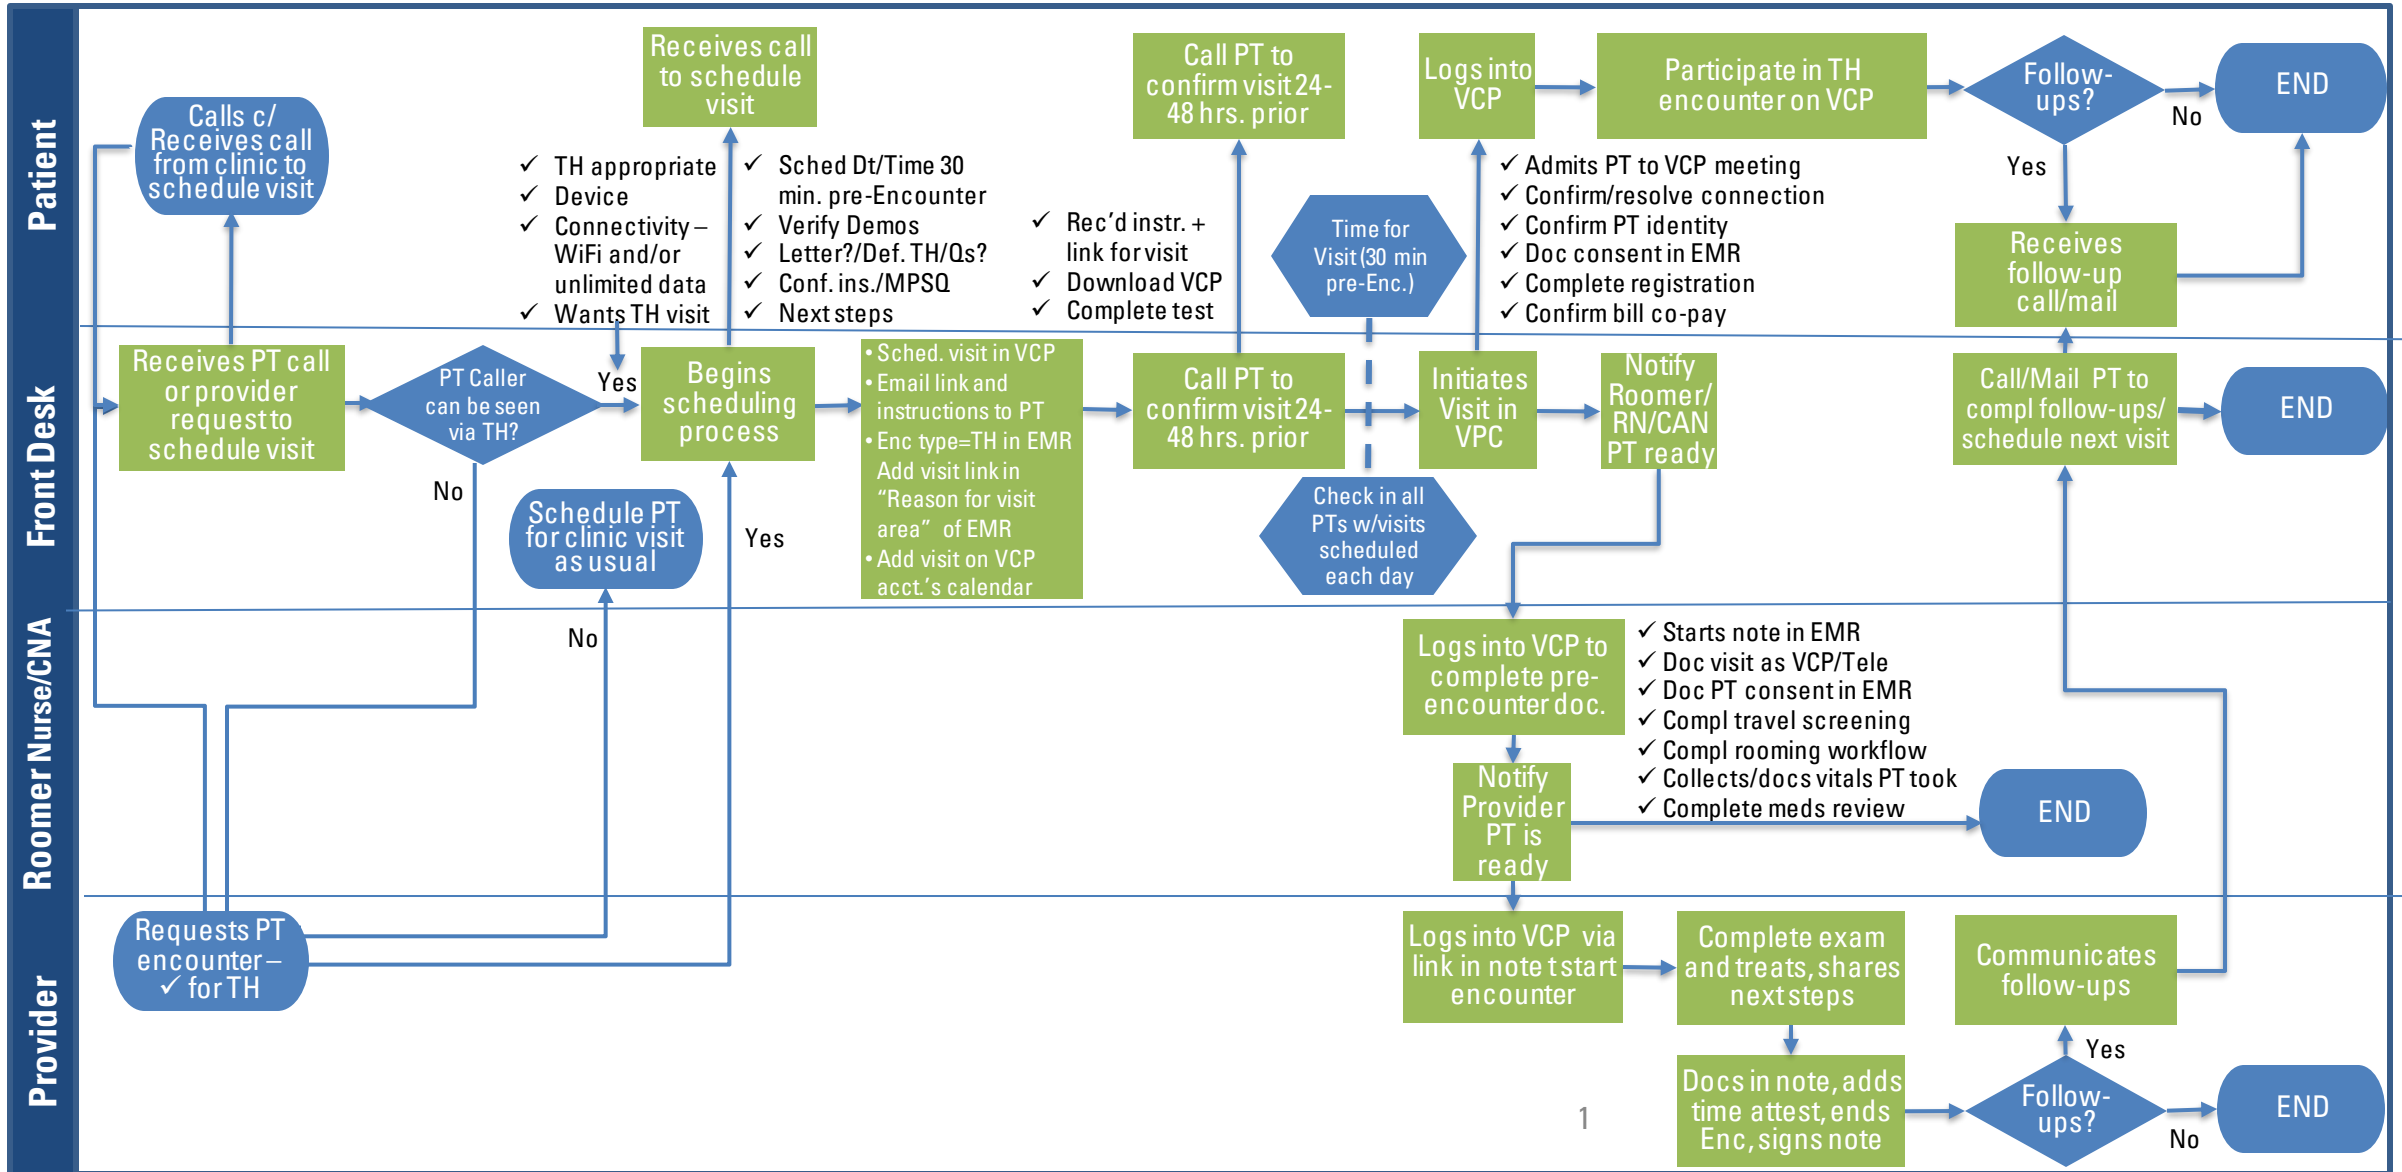 Patient
Calls c/
Receives call
from clinic to
schedule visit
Receives call
to schedule
visit
✓ TH appropriate
✓ Device
✓ Connectivity –
WiFi and/or
unlimited data
✓ Wants TH visit
✓ Sched Dt/Time 30
min. pre-Encounter
✓ Verify Demos
✓ Letter?/Def. TH/Qs?
✓ Conf. ins./MPSQ
✓ Next steps
Call PT to
confirm visit 24-
48 hrs. prior
✓ Rec'd instr. +
link for visit
✓ Download VCP
✓ Complete test
Time for
Visit (30 min
pre-Enc.)
Logs into
VCP
Participate in TH
encounter on VCP
✓ Admits PT to VCP meeting
✓ Confirm/resolve connection
✓ Confirm PT identity
✓ Doc consent in EMR
✓ Complete registration
✓ Confirm bill co-pay
Follow-
ups?
No
Yes
END
Receives
follow-up
call/mail
Front Desk
Receives PT call
or provider
request to
schedule visit
PT Caller
can be seen
via TH?
Yes
No
Begins
scheduling
process
Schedule PT
for clinic visit
as usual
Yes
• Sched. visit in VCP
• Email link and
instructions to PT
• Enc type=TH in EMR
Add visit link in
“Reason for visit
area” of EMR
• Add visit on VCP
acct.'s calendar
Call PT to
confirm visit 24-
48 hrs. prior
Check in all
PTs w/visits
scheduled
each day
Initiates
Visit in
VPC
Notify
Roomer/
RN/CAN
PT ready
Call/Mail PT to
compl follow-ups/
schedule next visit
END
Roomer Nurse/CNA
No
Logs into VCP to
complete pre-
encounter doc.
✓ Starts note in EMR
✓ Doc visit as VCP/Tele
✓ Doc PT consent in EMR
✓ Compl travel screening
✓ Compl rooming workflow
✓ Collects/docs vitals PT took
✓ Complete meds review
Notify
Provider
PT is
ready
END
Provider
Requests PT
encounter –
✓ for TH
Logs into VCP via
link in note t start
encounter
Complete exam
and treats, shares
next steps
Communicates
follow-ups
Docs in note, adds
time attest, ends
Enc, signs note
Yes
Follow-
ups?
No
END
1